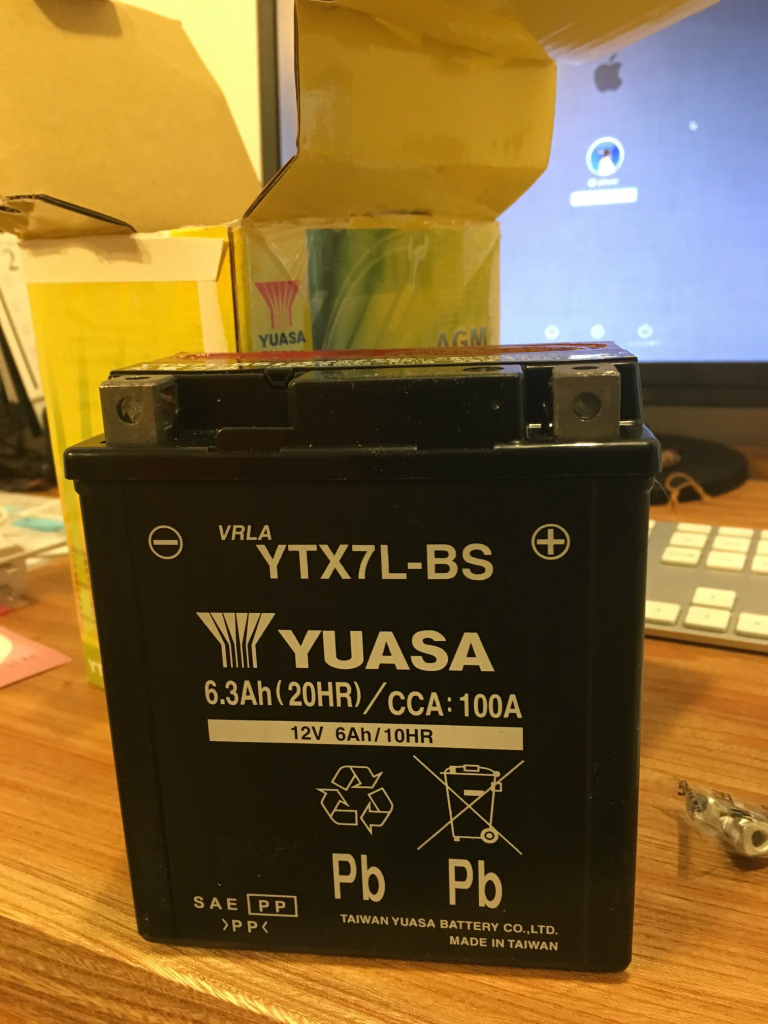 YUASA
AGM
VRLA
YTX7L-BS
YUASA
6.3Ah(20HR)/CCA:100A
12V 6Ah/10HR
Pb
Pb
SAE PP
>PP<
TAIWAN YUASA BATTERY CO.,LTD.
MADE IN TAIWAN